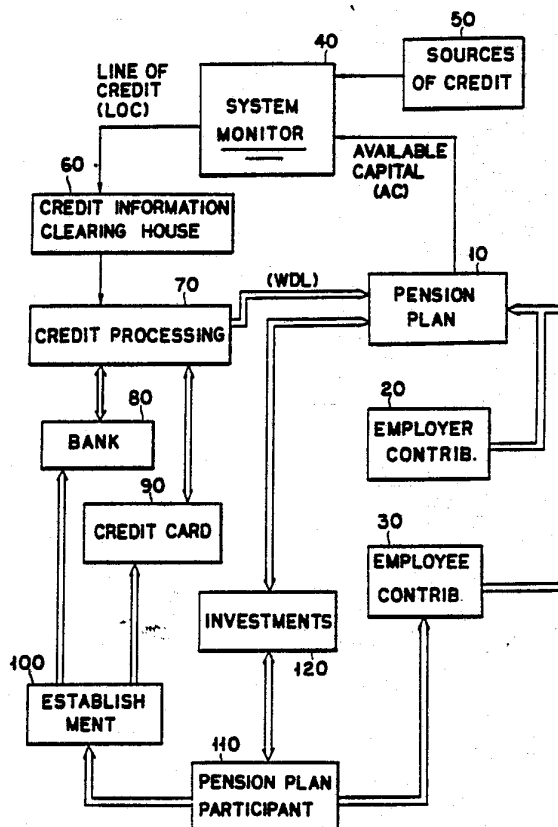 50
SOURCES
OF CREDIT
40
SYSTEM
MONITOR
LINE OF
CREDIT
(LOC)
AVAILABLE
CAPITAL
(AC)
60
CREDIT INFORMATION
CLEARING HOUSE
10
PENSION
PLAN
(WDL)
70
CREDIT PROCESSING
20
EMPLOYER
CONTRIB.
80
BANK
90
CREDIT CARD
30
EMPLOYEE
CONTRIB.
INVESTMENTS
120
100
ESTABLISH
MENT
110
PENSION PLAN
PARTICIPANT